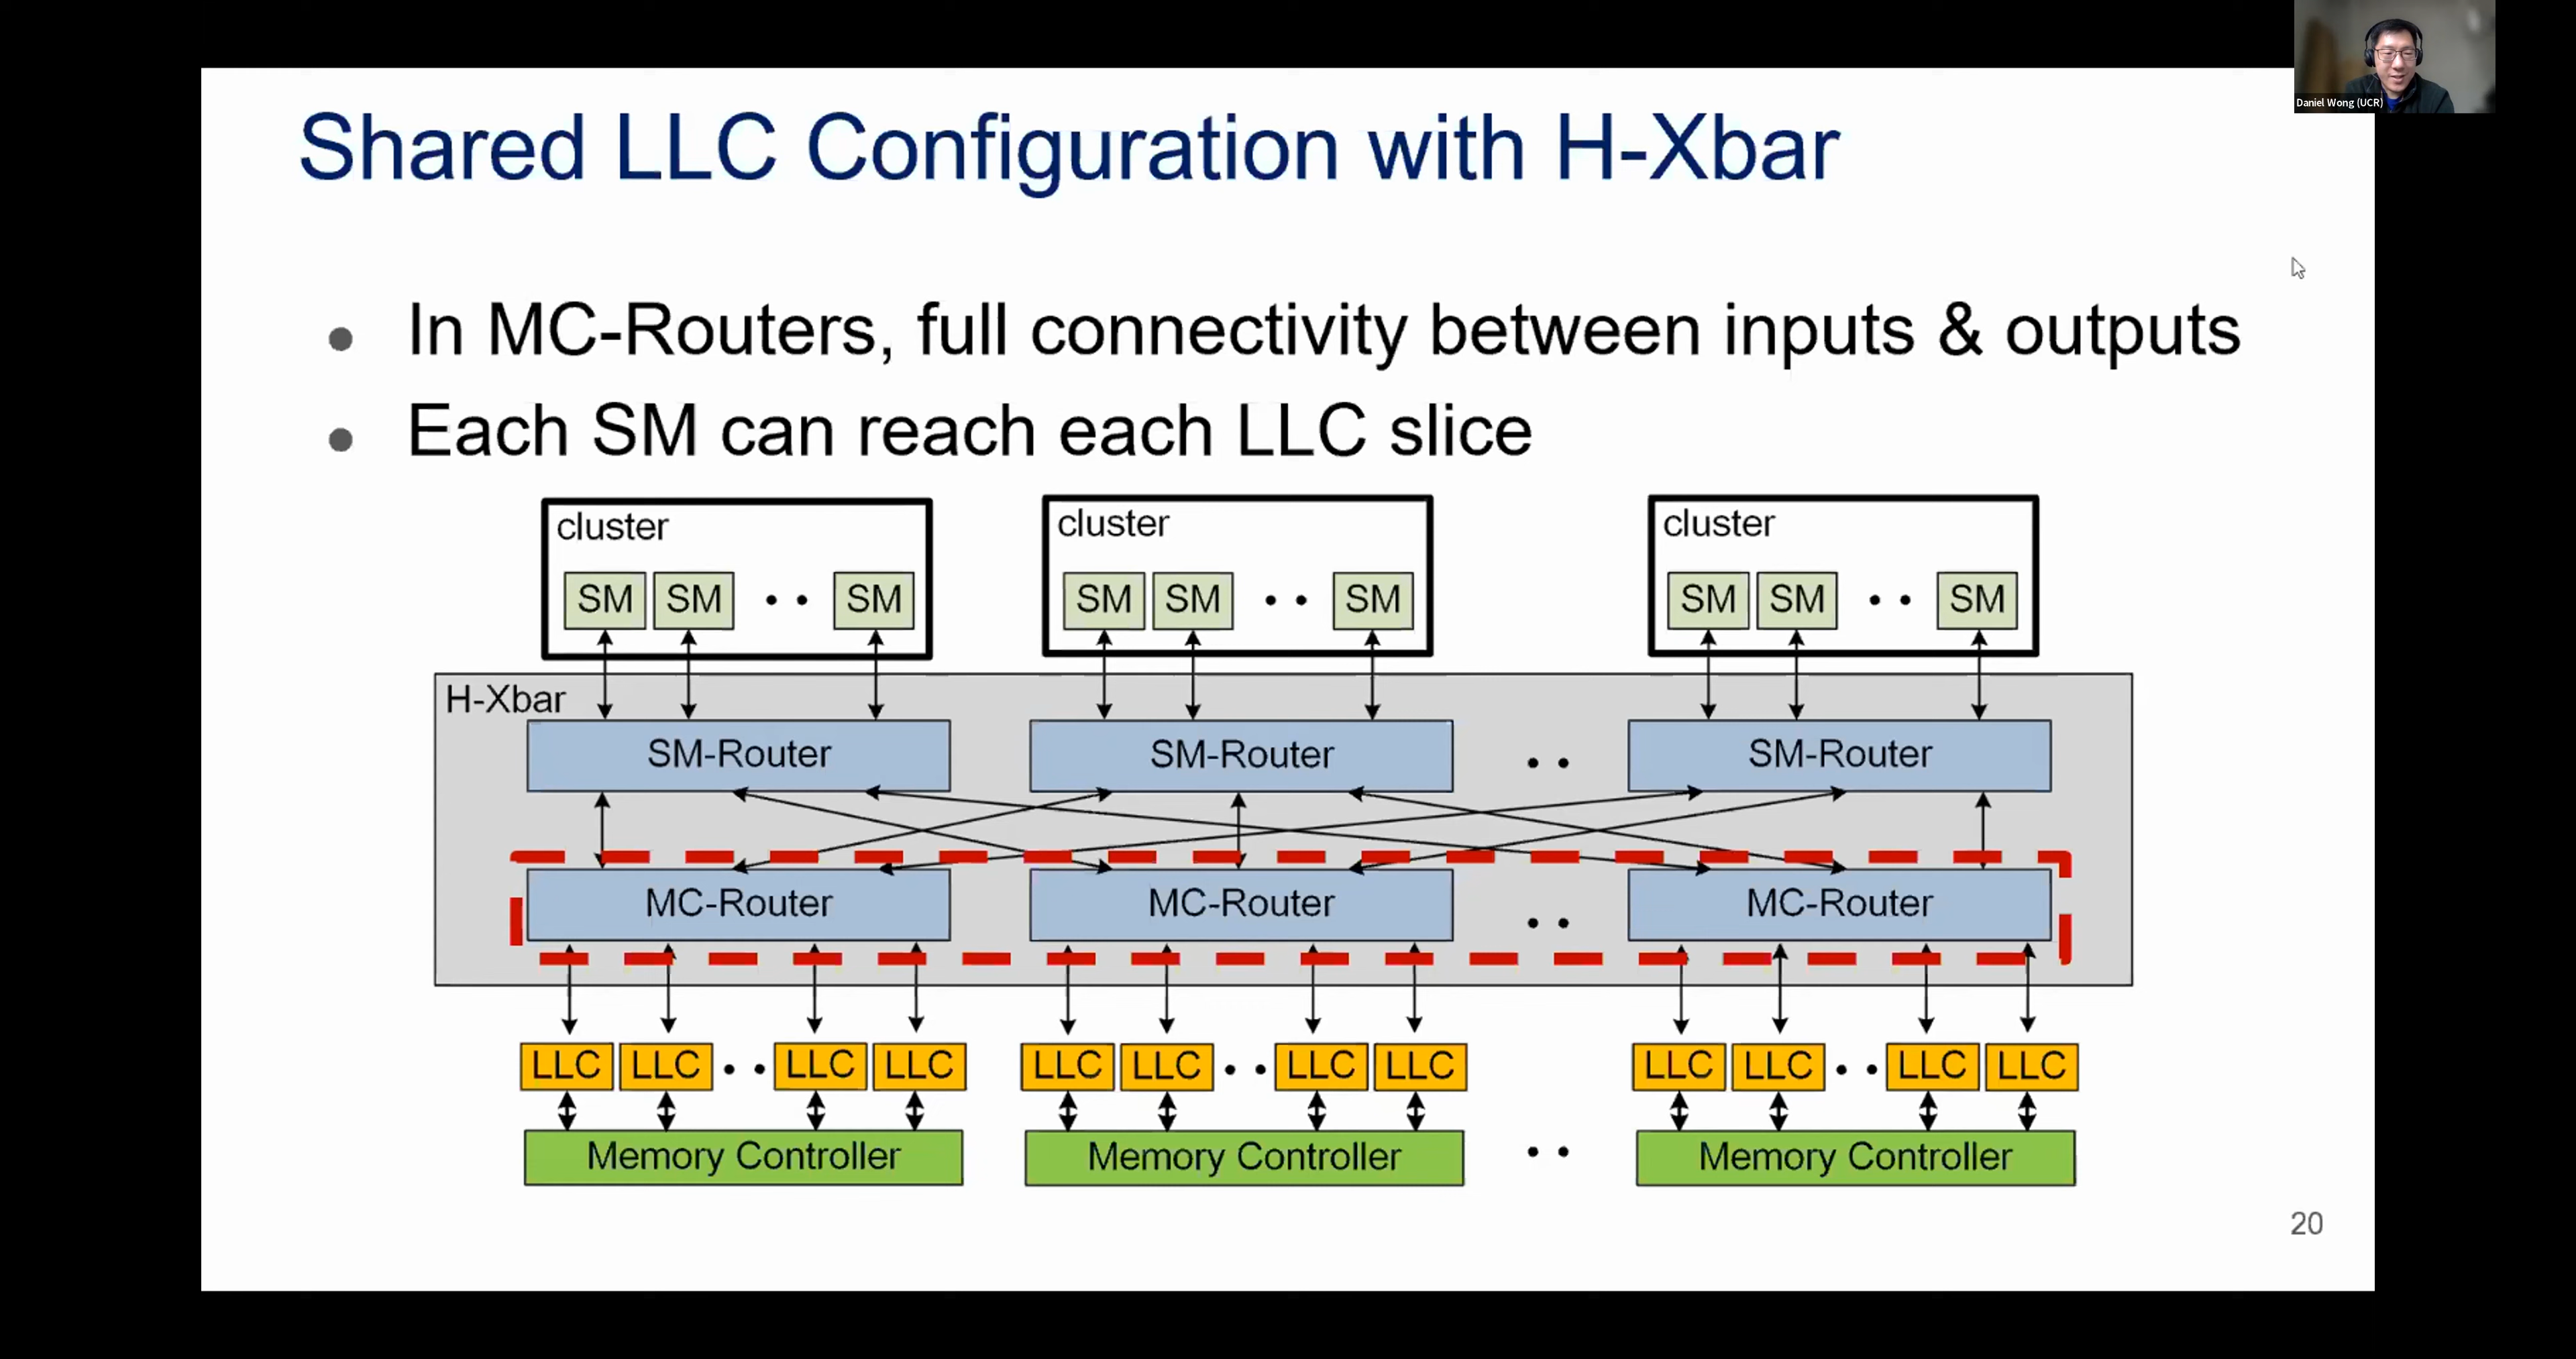 Daniel Wong (UCR)
Shared LLC Configuration with H-Xbar
In MC-Routers, full connectivity between inputs & outputs
Each SM can reach each LLC slice
cluster cluster cluster
SM SM SM SM SM SM SM SM SM
H-Xbar
SM-Router SM-Router SM-Router
MC-Router MC-Router MC-Router
LLC LLC LLC LLC LLC LLC LLC LLC LLC LLC LLC LLC
Memory Controller Memory Controller Memory Controller
20